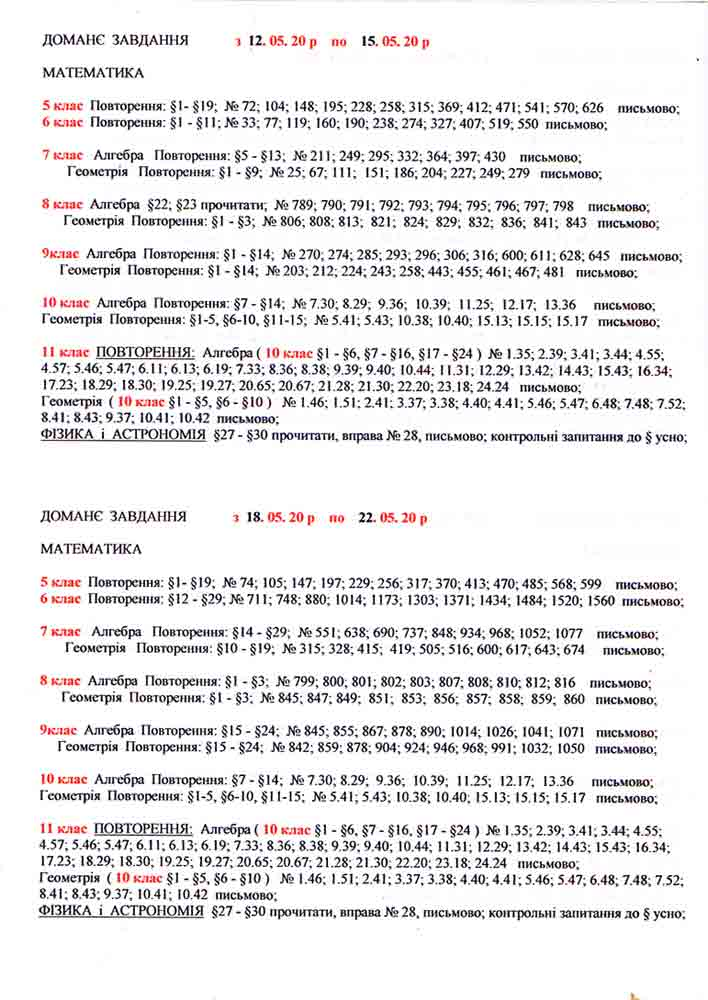 ДОМАНЄ ЗАВДАННЯ з 12. 05. 20 р по 15. 05. 20 р
МАТЕМАТИКА
5 клас Повторення: §1- §19; № 72; 104; 148; 195; 228; 258; 315; 369; 412; 471; 541; 570; 626 письмово;
6 клас Повторення: §1 - §11; № 33; 77; 119; 160; 190; 238; 274; 327; 407; 519; 550 письмово;
7 клас Алгебра Повторення: §5 - §13; № 211; 249; 295; 332; 364; 397; 430 письмово;
Геометрія Повторення: §1 - §9; № 25; 67; 111; 151; 186; 204; 227; 249; 279 письмово;
8 клас Алгебра §22; §23 прочитати; № 789; 790; 791; 792; 793; 794; 795; 796; 797; 798 письмово;
Геометрія Повторення: §1 - §3; № 806; 808; 813; 821; 824; 829; 832; 836; 841; 843 письмово;
9клас Алгебра Повторення: §1 - §14; № 270; 274; 285; 293; 296; 306; 316; 600; 611; 628; 645 письмово;
Геометрія Повторення: §1 - §14; № 203; 212; 224; 243; 258; 443; 455; 461; 467; 481 письмово;
10 клас Алгебра Повторення: §7 - §14; № 7.30; 8.29; 9.36; 10.39; 11.25; 12.17; 13.36 письмово;
Геометрія Повторення: §1-5, §6-10, §11-15; № 5.41; 5.43; 10.38; 10.40; 15.13; 15.15; 15.17 письмово;
11 клас ПОВТОРЕННЯ: Алгебра ( 10 клас §1 - §6, §7 - §16, §17 - §24 ) № 1.35; 2.39; 3.41; 3.44; 4.55;
4.57; 5.46; 5.47; 6.11; 6.13; 6.19; 7.33; 8.36; 8.38; 9.39; 9.40; 10.44; 11.31; 12.29; 13.42; 14.43; 15.43; 16.34;
17.23; 18.29; 18.30; 19.25; 19.27; 20.65; 20.67; 21.28; 21.30; 22.20; 23.18; 24.24 письмово;
Геометрія ( 10 клас §1 - §5, §6 - §10 ) № 1.46; 1.51; 2.41; 3.37; 3.38; 4.40; 4.41; 5.46; 5.47; 6.48; 7.48; 7.52;
8.41; 8.43; 9.37; 10.41; 10.42 письмово;
ФІЗИКА і АСТРОНОМІЯ §27 - §30 прочитати, вправа № 28, письмово; контрольні запитання до § усно;
ДОМАНЄ ЗАВДАННЯ з 18. 05. 20 р по 22. 05. 20 р
МАТЕМАТИКА
5 клас Повторення: §1- §19; № 74; 105; 147; 197; 229; 256; 317; 370; 413; 470; 485; 568; 599 письмово;
6 клас Повторення: §12 - §29; № 711; 748; 880; 1014; 1173; 1303; 1371; 1434; 1484; 1520; 1560 письмово;
7 клас Алгебра Повторення: §14 - §29; № 551; 638; 690; 737; 848; 934; 968; 1052; 1077 письмово;
Геометрія Повторення: §10 - §19; № 315; 328; 415; 419; 505; 516; 600; 617; 643; 674 письмово;
8 клас Алгебра Повторення: §1 - §3; № 799; 800; 801; 802; 803; 807; 808; 810; 812; 816 письмово;
Геометрія Повторення: §1 - §3; № 845; 847; 849; 851; 853; 856; 857; 858; 859; 860 письмово;
9клас Алгебра Повторення: §15 - §24; № 845; 855; 867; 878; 890; 1014; 1026; 1041; 1071 письмово;
Геометрія Повторення: §15 - §24; № 842; 859; 878; 904; 924; 946; 968; 991; 1032; 1050 письмово;
10 клас Алгебра Повторення: §7 - §14; № 7.30; 8.29; 9.36; 10.39; 11.25; 12.17; 13.36 письмово;
Геометрія Повторення: §1-5, §6-10, §11-15; № 5.41; 5.43; 10.38; 10.40; 15.13; 15.15; 15.17 письмово;
11 клас ПОВТОРЕННЯ: Алгебра ( 10 клас §1 - §6, §7 - §16, §17 - §24 ) № 1.35; 2.39; 3.41; 3.44; 4.55;
4.57; 5.46; 5.47; 6.11; 6.13; 6.19; 7.33; 8.36; 8.38; 9.39; 9.40; 10.44; 11.31; 12.29; 13.42; 14.43; 15.43; 16.34;
17.23; 18.29; 18.30; 19.25; 19.27; 20.65; 20.67; 21.28; 21.30; 22.20; 23.18; 24.24 письмово;
Геометрія ( 10 клас §1 - §5, §6 - §10 ) № 1.46; 1.51; 2.41; 3.37; 3.38; 4.40; 4.41; 5.46; 5.47; 6.48; 7.48; 7.52;
8.41; 8.43; 9.37; 10.41; 10.42 письмово;
ФІЗИКА і АСТРОНОМІЯ §27 - §30 прочитати, вправа № 28, письмово; контрольні запитання до § усно;